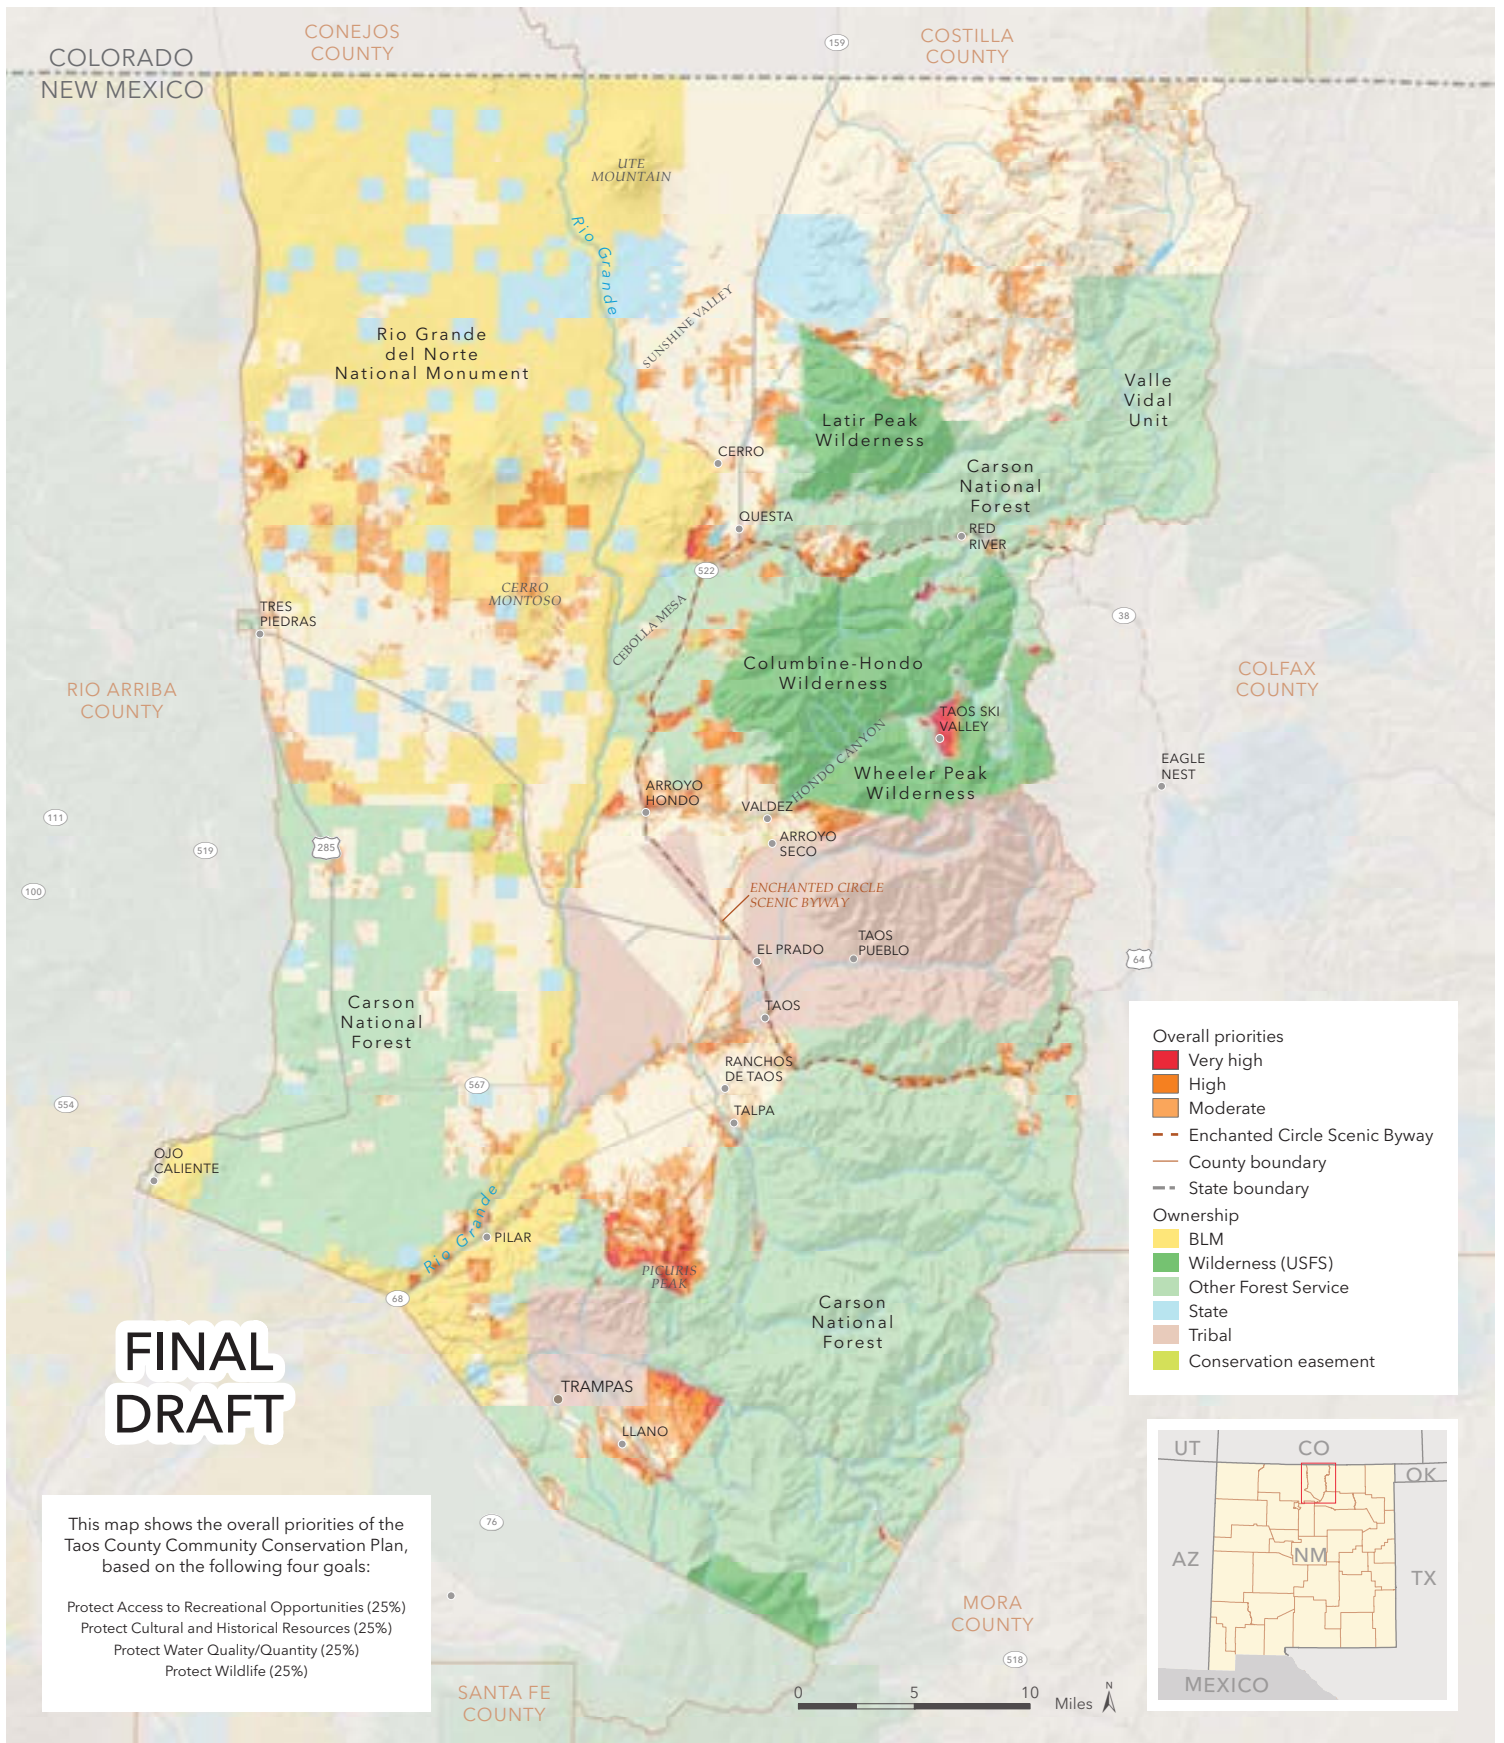 CONEJOS
COUNTY
COSTILLA
COUNTY
159
COLORADO
NEW MEXICO
UTE
MOUNTAIN
Rio Grande
SUNSHINE VALLEY
Rio Grande
del Norte
National Monument
Valle
Vidal
Unit
Latir Peak
Wilderness
CERRO
Carson
National
Forest
QUESTA
RED
RIVER
522
CERRO
MONTOSO
CEBOLLA MESA
TRES
PIEDRAS
38
Columbine-Hondo
Wilderness
RIO ARRIBA
COUNTY
COLFAX
COUNTY
TAOS SKI
VALLEY
HONDO CANYON
EAGLE
NEST
Wheeler Peak
Wilderness
ARROYO
HONDO
VALDEZ
ARROYO
SECO
111
519
285
100
ENCHANTED CIRCLE
SCENIC BYWAY
EL PRADO
TAOS
PUEBLO
64
TAOS
Carson
National
Forest
RANCHOS
DE TAOS
567
554
TALPA
OJO
CALIENTE
Rio Grande
PILAR
PICURIS
PEAK
68
Carson
National
Forest
TRAMPAS
LLANO
76
MORA
COUNTY
518
SANTA FE
COUNTY
FINAL
DRAFT
This map shows the overall priorities of the
Taos County Community Conservation Plan,
based on the following four goals:
Protect Access to Recreational Opportunities (25%)
Protect Cultural and Historical Resources (25%)
Protect Water Quality/Quantity (25%)
Protect Wildlife (25%)
Overall priorities
Very high
High
Moderate
Enchanted Circle Scenic Byway
County boundary
State boundary
Ownership
BLM
Wilderness (USFS)
Other Forest Service
State
Tribal
Conservation easement
UT
CO
OK
AZ
NM
TX
MEXICO
0 5 10
Miles
N